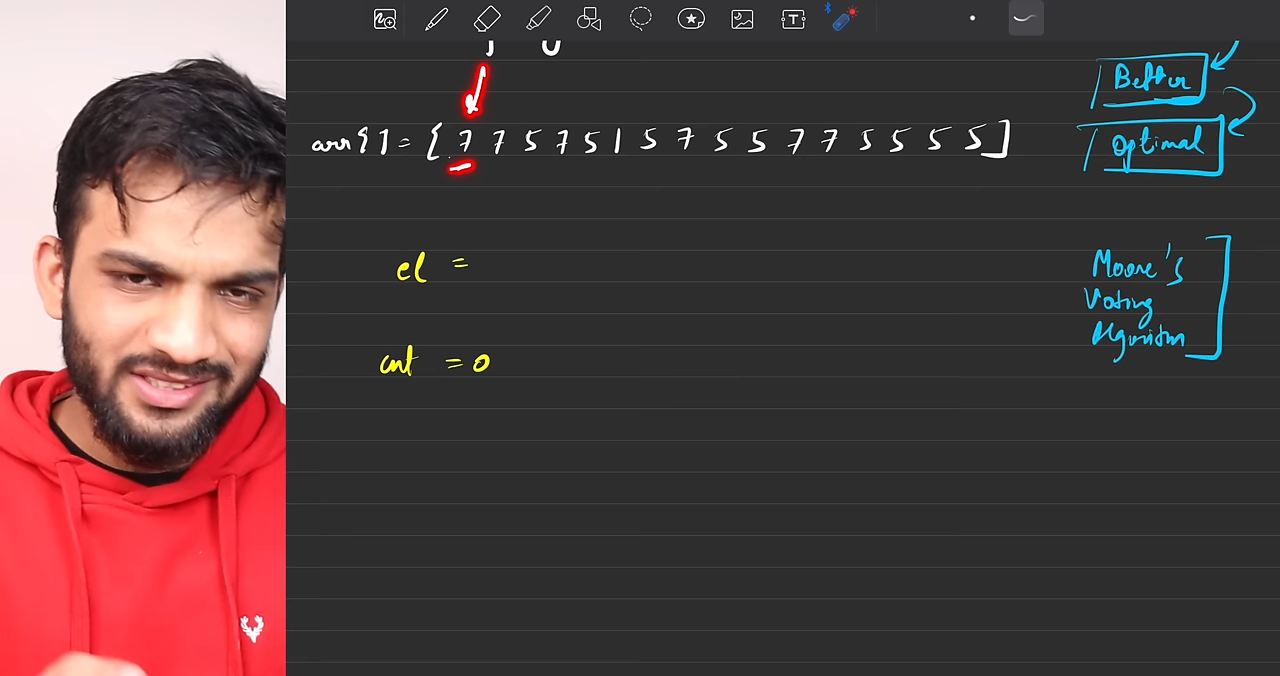 Better
arr[] = [ 7 7 5 7 5 1 5 7 5 5 7 7 5 5 5 5 ]
Optimal
el =
Moore's
Voting
Algorithm
cnt = 0
T